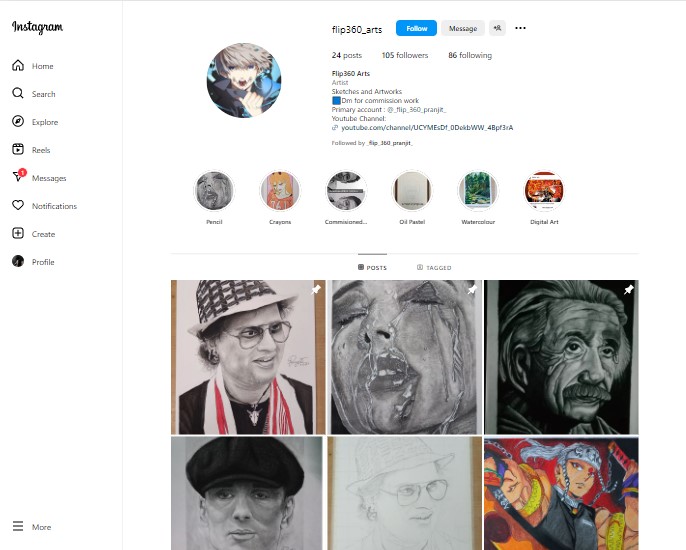 Instagram
Home
Search
Explore
Reels
1
Messages
Notifications
Create
Profile
More
flip360_arts
Follow
Message
24 posts
105 followers
86 following
Flip360 Arts
Artist
Sketches and Artworks
Dm for commission work
Primary account : @_flip_360_pranjit_
Youtube Channel:
youtube.com/channel/UCYMEsDf_0DekbWW_4Bpf3rA
Followed by _flip_360_pranjit_
Pencil
Crayons
Commisioned...
Oil Pastel
Watercolour
Digital Art
POSTS
TAGGED